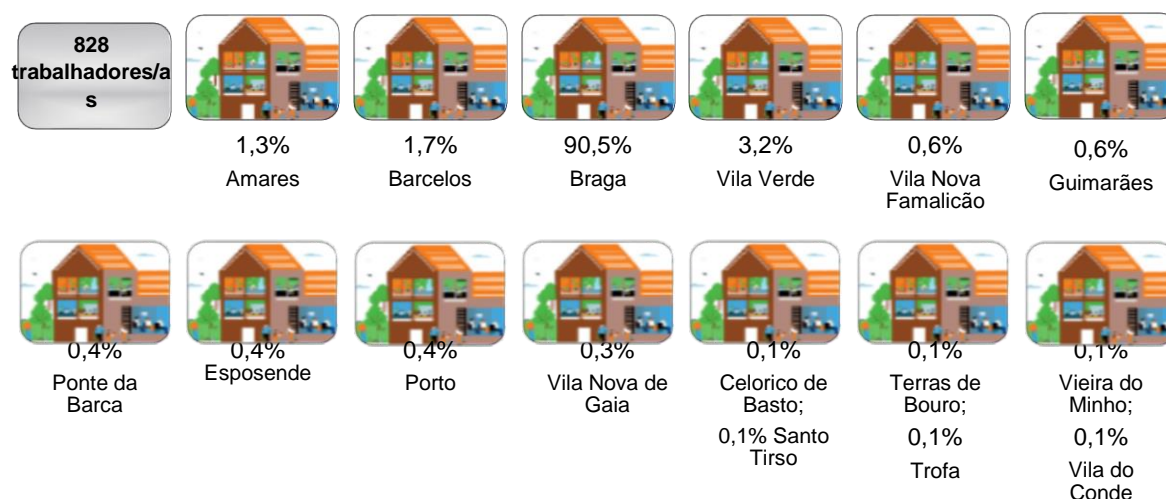 828
trabalhadores/a
s
1,3%
Amares
1,7%
Barcelos
90,5%
Braga
3,2%
Vila Verde
0,6%
Vila Nova
Famalicão
0,6%
Guimarães
0,4%
Ponte da
Barca
0,4%
Esposende
0,4%
Porto
0,3%
Vila Nova de
Gaia
0,1%
Celorico de
Basto;
0,1% Santo
Tirso
0,1%
Terras de
Bouro;
0,1%
Trofa
0,1%
Vieira do
Minho;
0,1%
Vila do
Conde